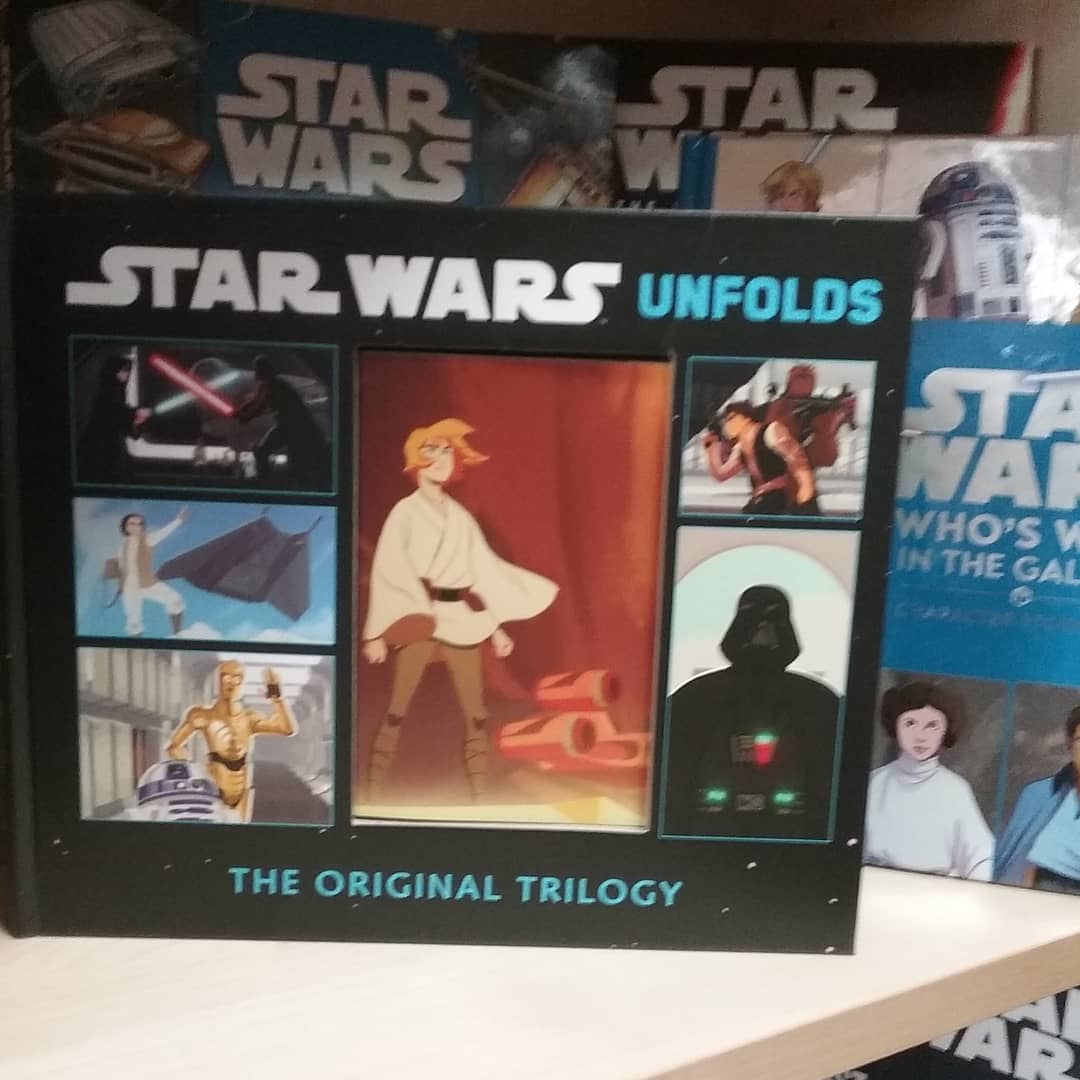 STAR
WARS
STAR
STAR WARS UNFOLDS
THE ORIGINAL TRILOGY
STA
WAR
WHO'S W
IN THE GAL
WAR